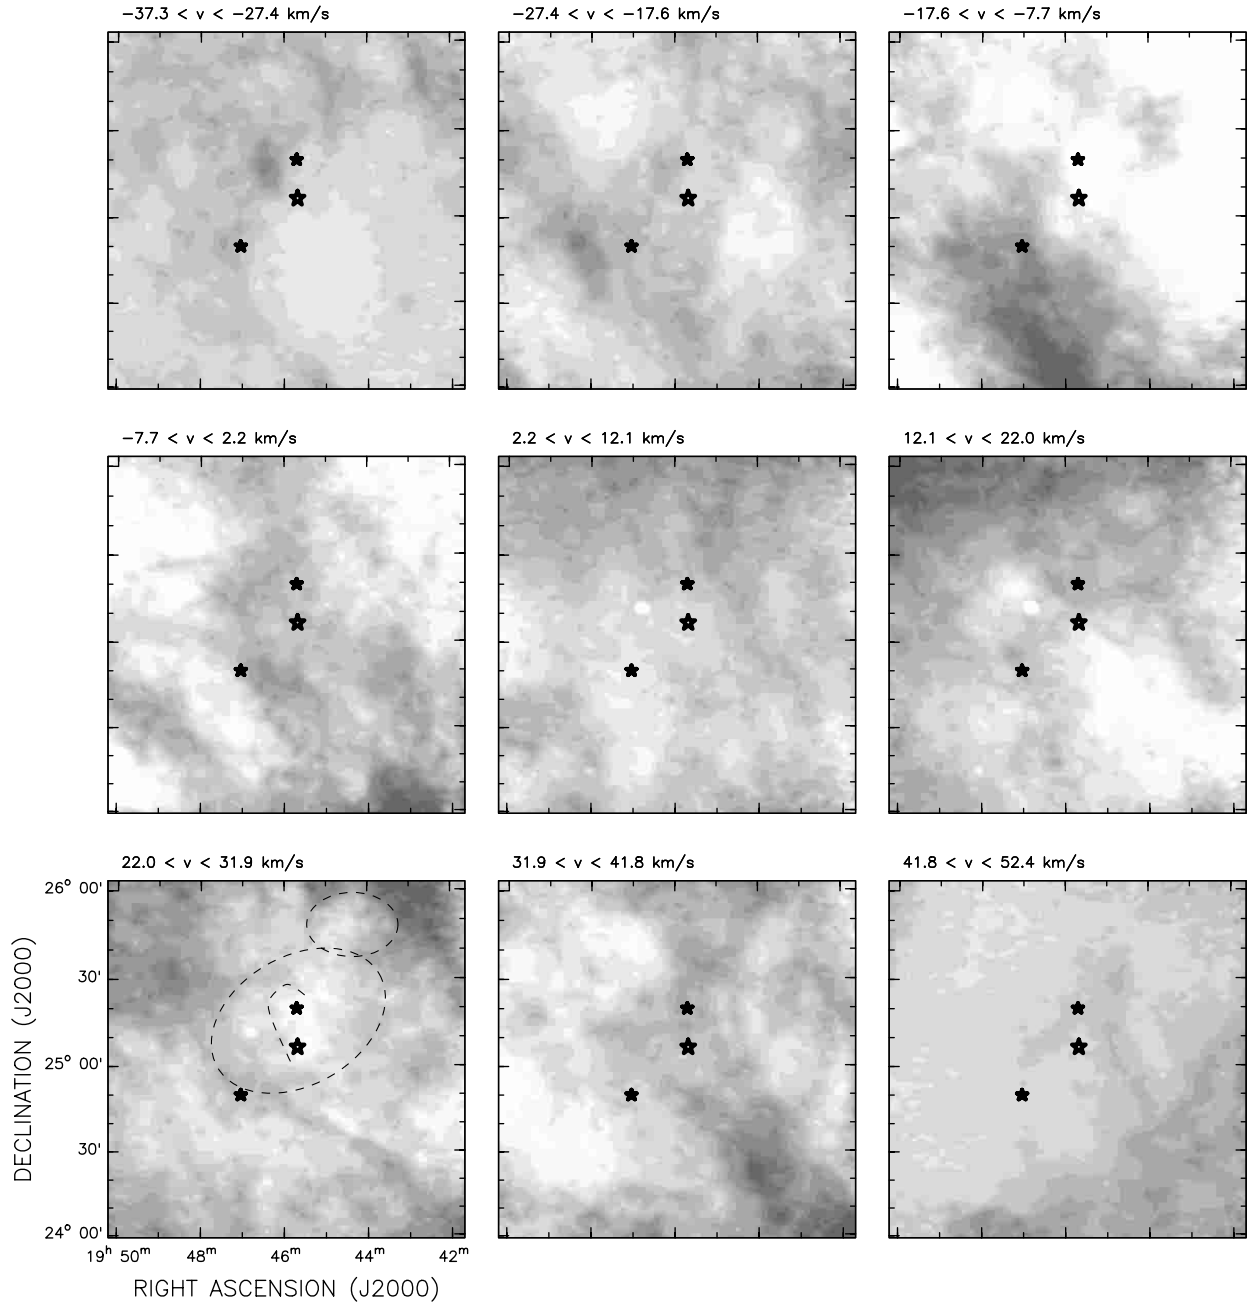 −37.3 < v < −27.4 km/s
−27.4 < v < −17.6 km/s
−17.6 < v < −7.7 km/s
−7.7 < v < 2.2 km/s
2.2 < v < 12.1 km/s
12.1 < v < 22.0 km/s
22.0 < v < 31.9 km/s
31.9 < v < 41.8 km/s
41.8 < v < 52.4 km/s
26° 00'
30'
25° 00'
30'
24° 00'
DECLINATION (J2000)
19ʰ 50ᵐ 48ᵐ 46ᵐ 44ᵐ 42ᵐ
RIGHT ASCENSION (J2000)